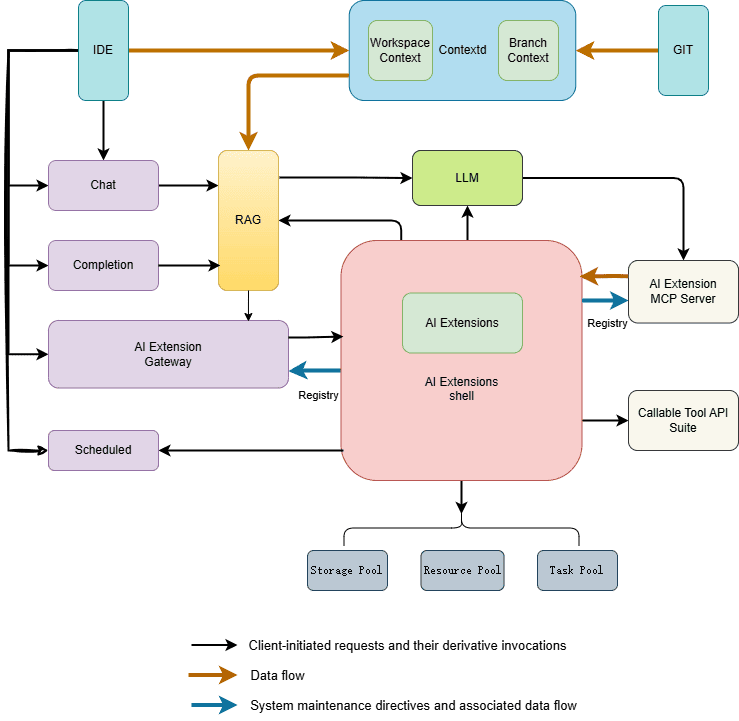 IDE
Workspace
Context
Contextd
Branch
Context
GIT
Chat
RAG
LLM
Completion
AI Extension
MCP Server
AI Extensions
Registry
AI Extension
Gateway
Registry
AI Extensions
shell
Callable Tool API
Suite
Scheduled
Storage Pool
Resource Pool
Task Pool
Client-initiated requests and their derivative invocations
Data flow
System maintenance directives and associated data flow